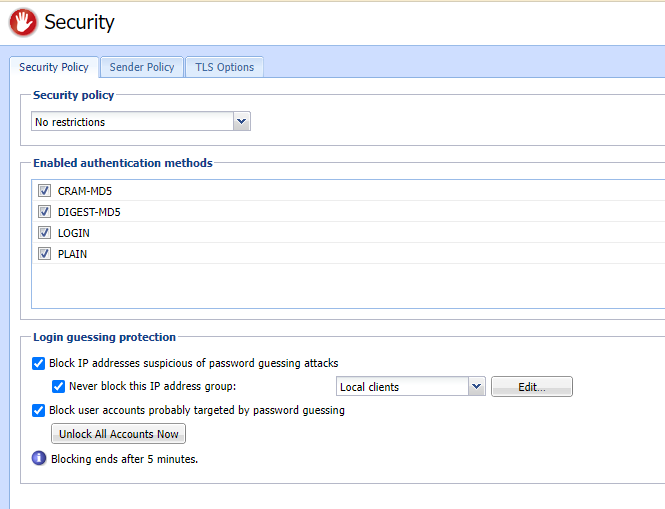 Security
Security Policy Sender Policy TLS Options
Security policy
No restrictions
Enabled authentication methods
CRAM-MD5
DIGEST-MD5
LOGIN
PLAIN
Login guessing protection
Block IP addresses suspicious of password guessing attacks
Never block this IP address group: Local clients Edit...
Block user accounts probably targeted by password guessing
Unlock All Accounts Now
Blocking ends after 5 minutes.